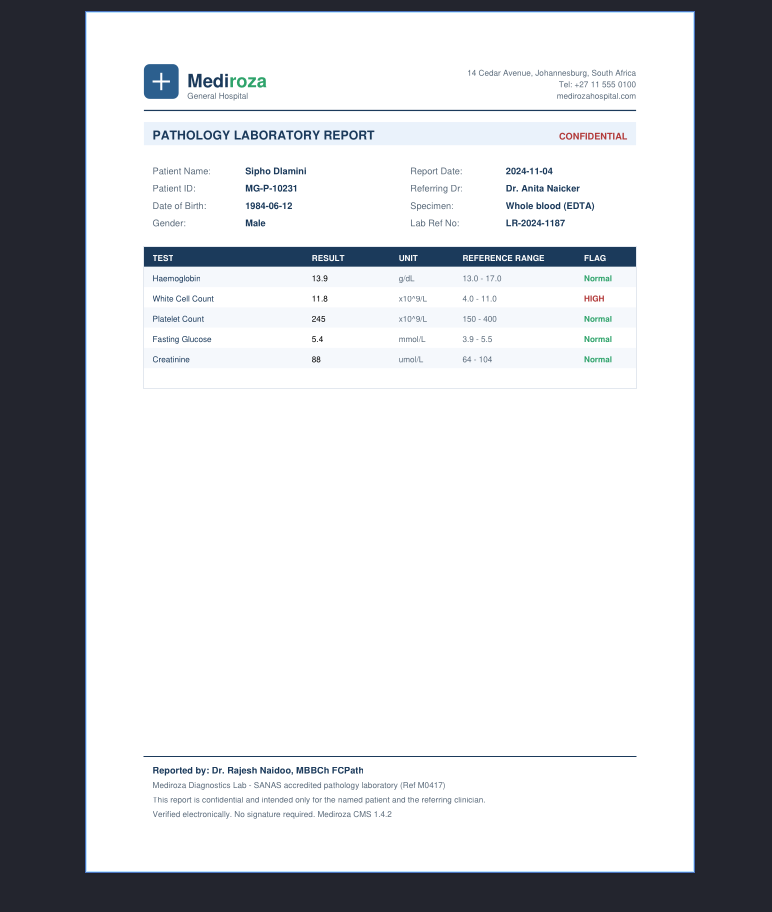 Mediroza
General Hospital
14 Cedar Avenue, Johannesburg, South Africa
Tel: +27 11 555 0100
medirozahospital.com
PATHOLOGY LABORATORY REPORT CONFIDENTIAL
Patient Name: Sipho Dlamini Report Date: 2024-11-04
Patient ID: MG-P-10231 Referring Dr: Dr. Anita Naicker
Date of Birth: 1984-06-12 Specimen: Whole blood (EDTA)
Gender: Male Lab Ref No: LR-2024-1187
TEST RESULT UNIT REFERENCE RANGE FLAG
Haemoglobin 13.9 g/dL 13.0 - 17.0 Normal
White Cell Count 11.8 x10^9/L 4.0 - 11.0 HIGH
Platelet Count 245 x10^9/L 150 - 400 Normal
Fasting Glucose 5.4 mmol/L 3.9 - 5.5 Normal
Creatinine 88 umol/L 64 - 104 Normal
Reported by: Dr. Rajesh Naidoo, MBBCh FCPath
Mediroza Diagnostics Lab - SANAS accredited pathology laboratory (Ref M0417)
This report is confidential and intended only for the named patient and the referring clinician.
Verified electronically. No signature required. Mediroza CMS 1.4.2